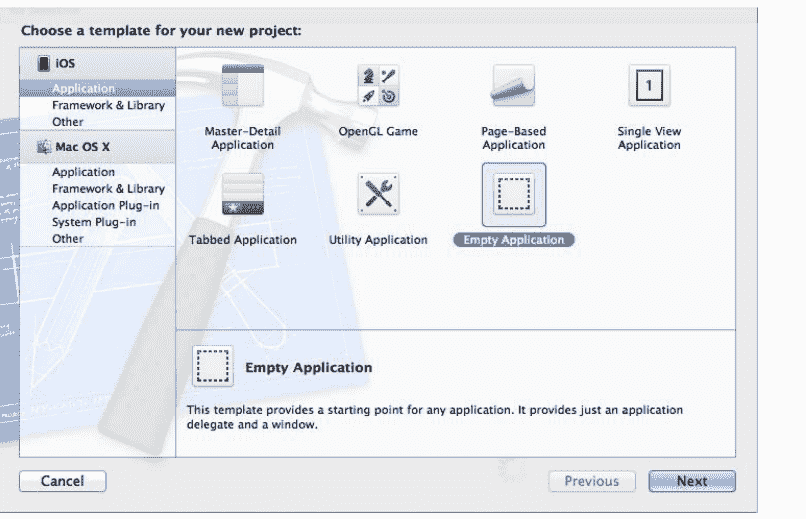 Choose a template for your new project:
iOS
Application
Framework & Library
Other
Mac OS X
Application
Framework & Library
Application Plug-in
System Plug-in
Other
Master-Detail
Application
OpenGL Game
Page-Based
Application
1
Single View
Application
Tabbed Application
Utility Application
Empty Application
Empty Application
This template provides a starting point for any application. It provides just an application
delegate and a window.
Cancel
Previous
Next